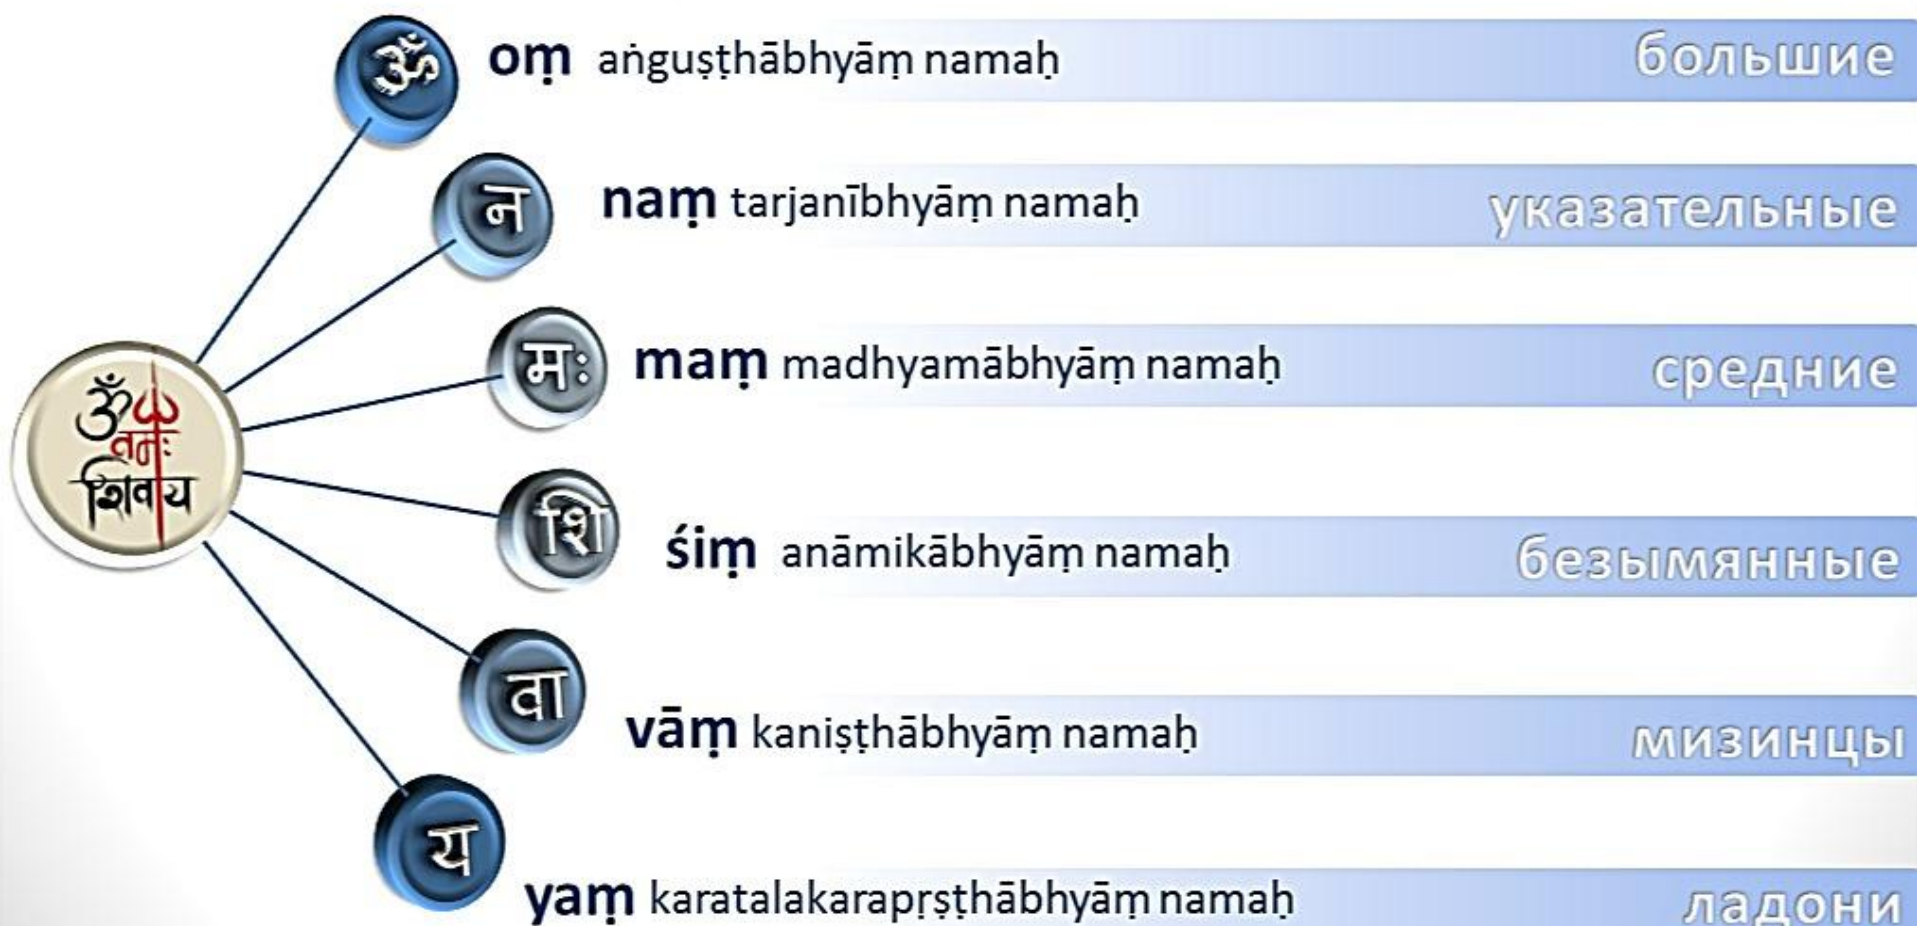 ॐ oṃ aṅguṣṭhābhyāṃ namaḥ большие
न naṃ tarjanībhyāṃ namaḥ указательные
मः maṃ madhyamābhyāṃ namaḥ средние
ॐ
शिवाय
शि śiṃ anāmikābhyāṃ namaḥ безымянные
वा vāṃ kaniṣṭhābhyāṃ namaḥ мизинцы
य yaṃ karatalakarapṛṣṭhābhyāṃ namaḥ ладони